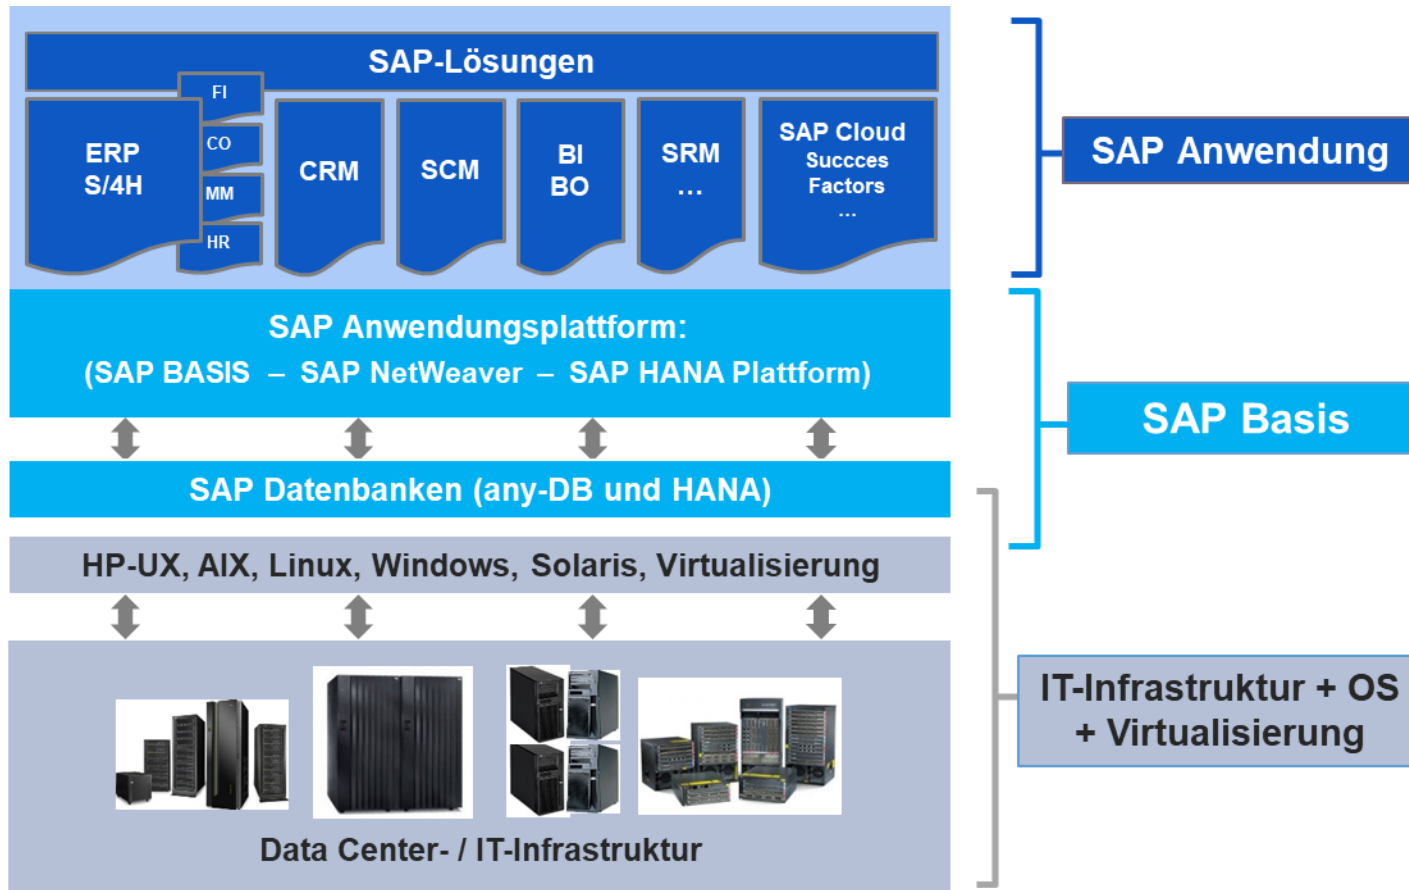 SAP-Lösungen
ERP
S/4H
FI
CO
MM
HR
CRM
SCM
BI
BO
SRM
...
SAP Cloud
Succces
Factors
...
SAP Anwendung
SAP Anwendungsplattform:
(SAP BASIS – SAP NetWeaver – SAP HANA Plattform)
SAP Basis
SAP Datenbanken (any-DB und HANA)
HP-UX, AIX, Linux, Windows, Solaris, Virtualisierung
IT-Infrastruktur + OS
+ Virtualisierung
Data Center- / IT-Infrastruktur